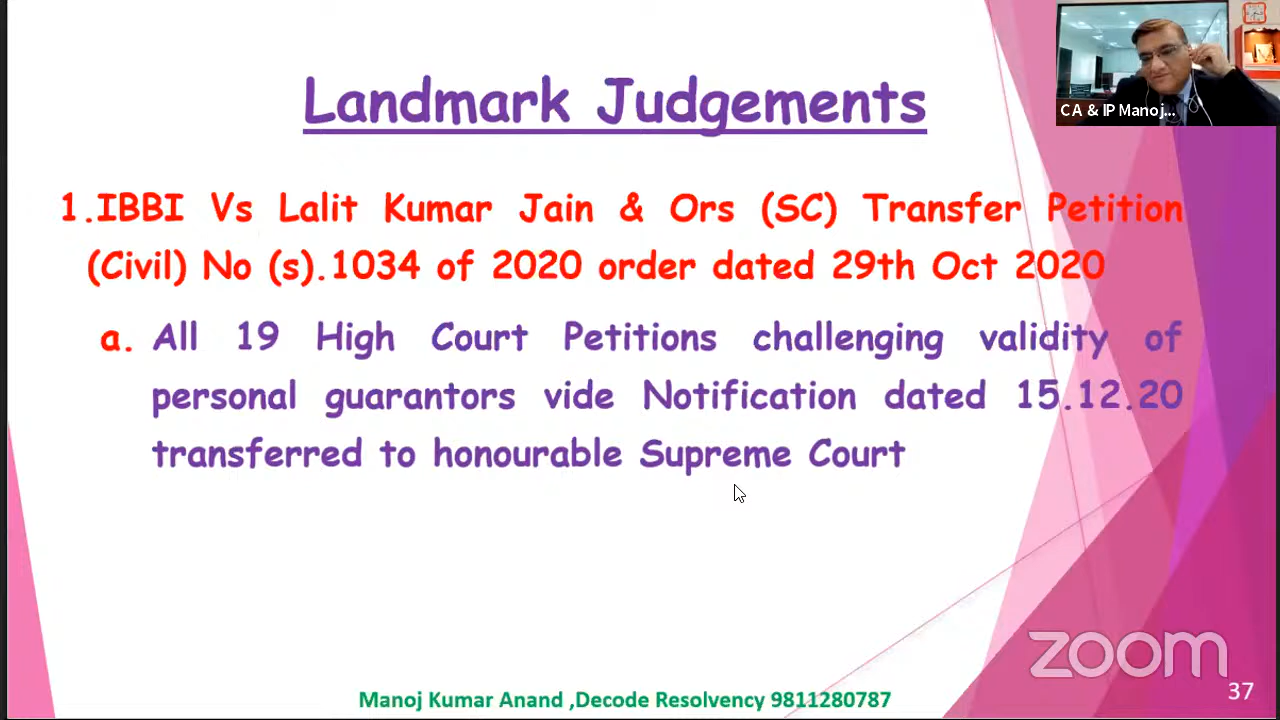 Landmark Judgements
CA & IP Manoj...
1.IBBI Vs Lalit Kumar Jain & Ors (SC) Transfer Petition
(Civil) No (s).1034 of 2020 order dated 29th Oct 2020
a. All 19 High Court Petitions challenging validity of
personal guarantors vide Notification dated 15.12.20
transferred to honourable Supreme Court
zoom
Manoj Kumar Anand ,Decode Resolvency 9811280787
37